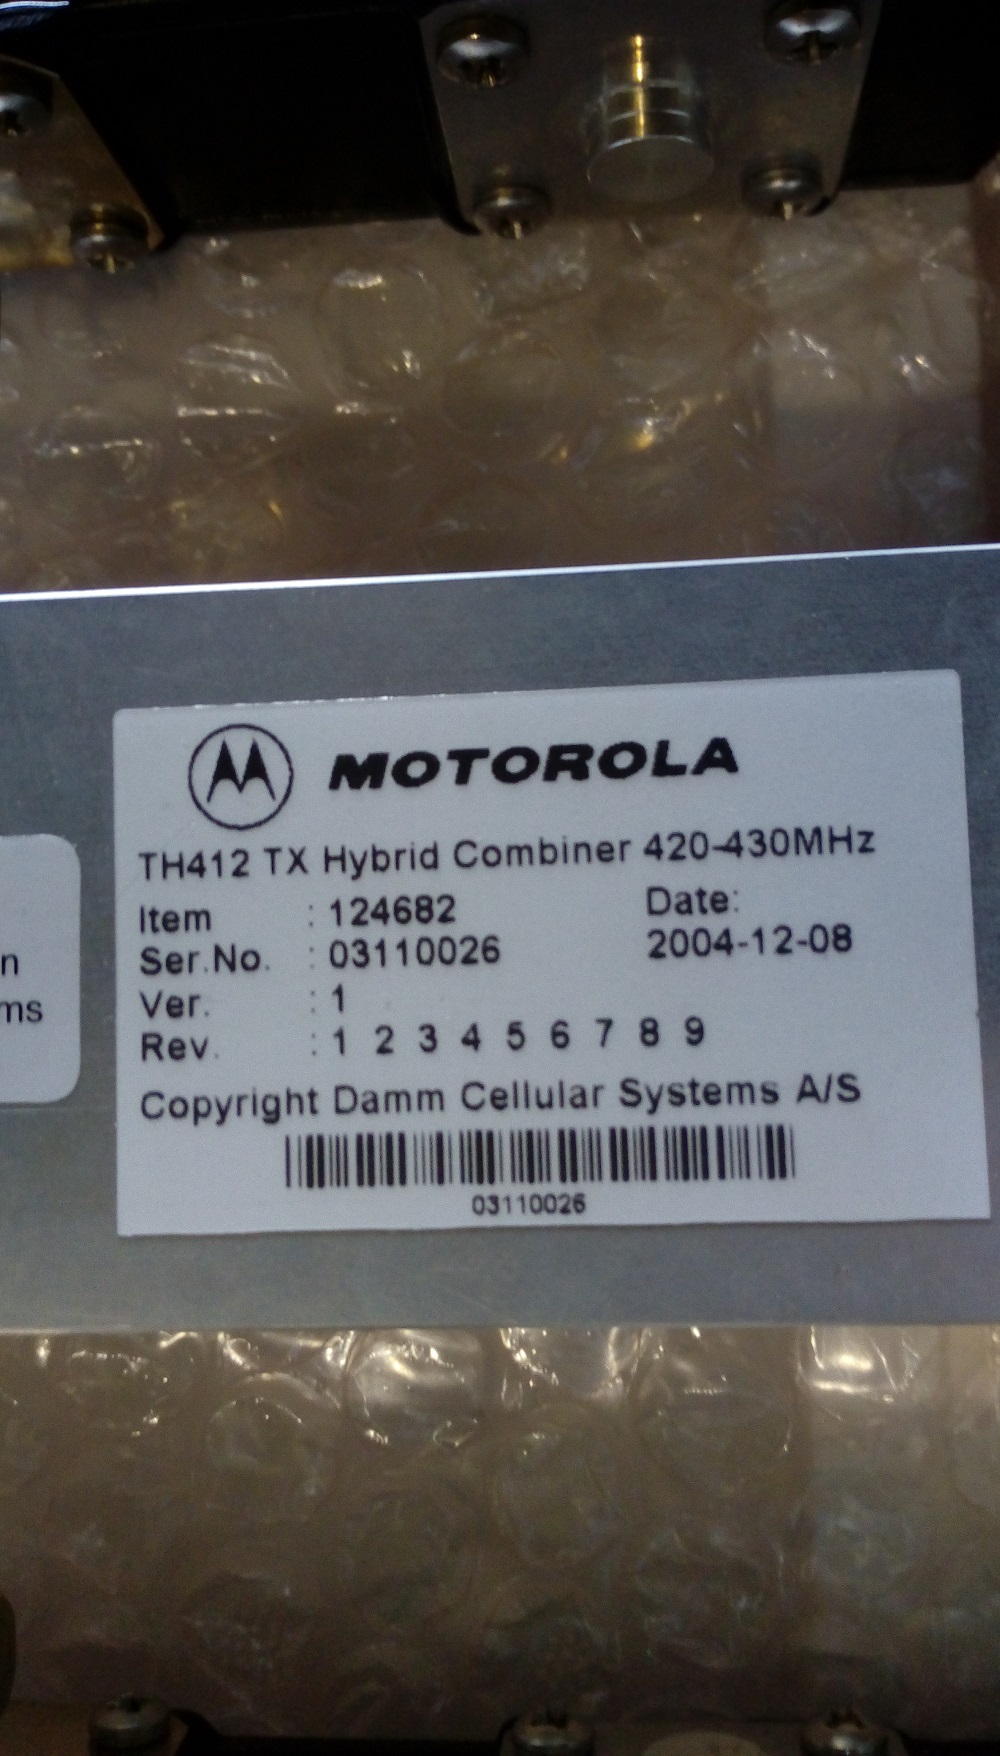 MOTOROLA
TH412 TX Hybrid Combiner 420-430MHz
Item : 124682 Date:
Ser.No. : 03110026 2004-12-08
Ver. : 1
Rev. : 1 2 3 4 5 6 7 8 9
Copyright Damm Cellular Systems A/S
03110026
n
ms